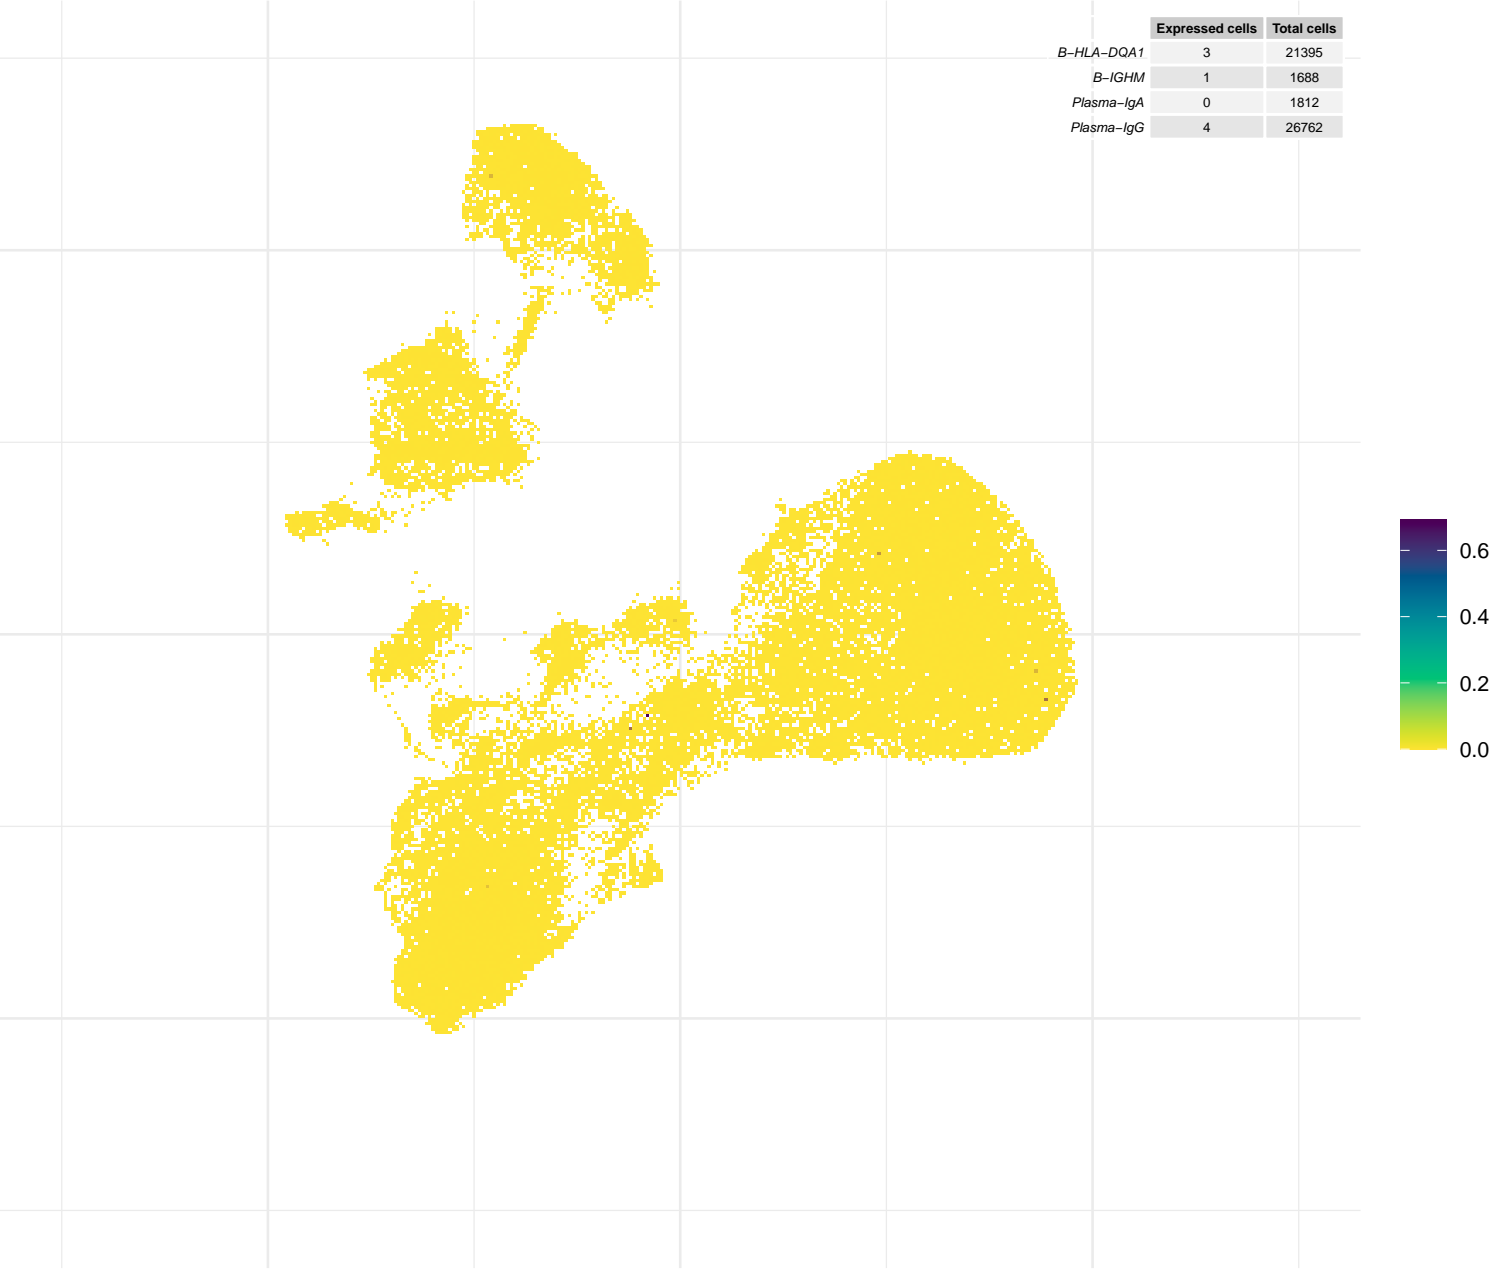 Expressed cells Total cells
B−HLA−DQA1 3 21395
B−IGHM 1 1688
Plasma−IgA 0 1812
Plasma−IgG 4 26762
0.6
0.4
0.2
0.0